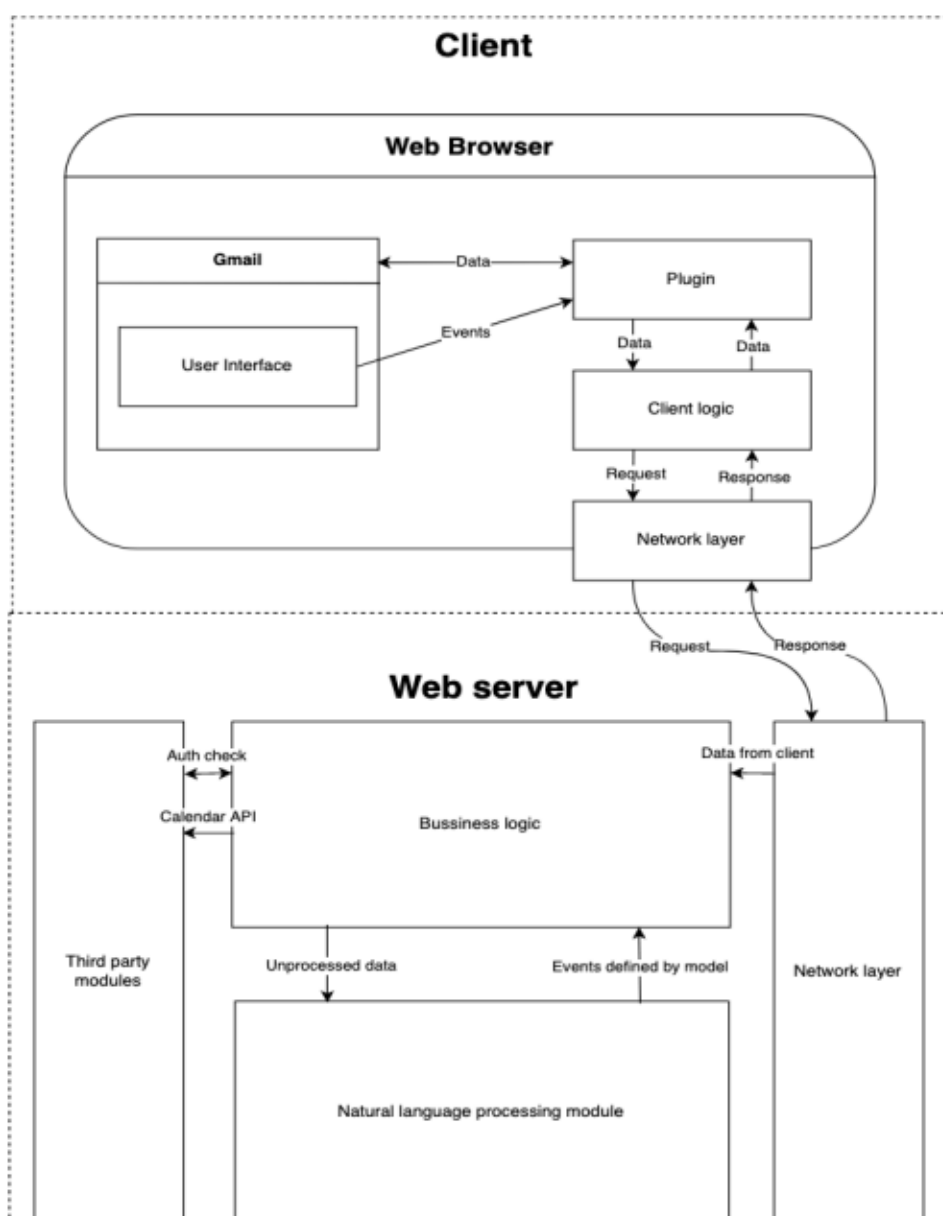 Client
Web Browser
Gmail
Data
Plugin
Events
User Interface
Data
Data
Client logic
Request
Response
Network layer
Request
Response
Web server
Auth check
Data from client
Calendar API
Bussiness logic
Third party
modules
Unprocessed data
Events defined by model
Network layer
Natural language processing module